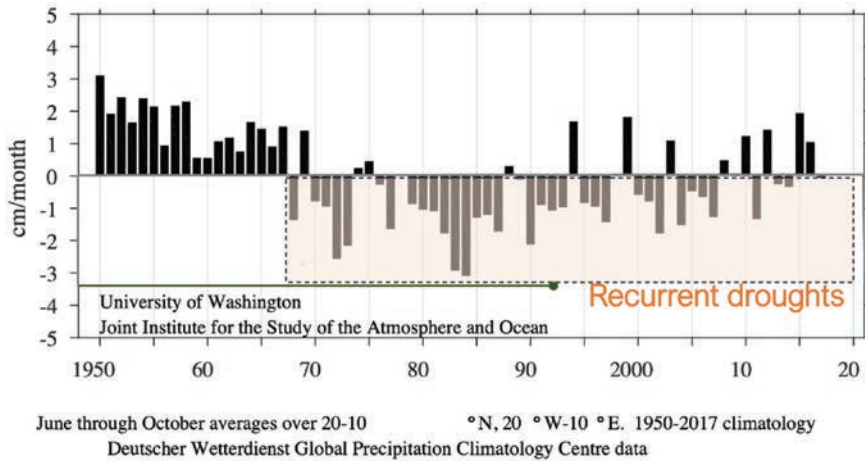 5
4
3
2
1
0
-1
-2
-3
-4
-5
cm/month
Recurrent droughts
University of Washington
Joint Institute for the Study of the Atmosphere and Ocean
1950 60 70 80 90 2000 10 20
June through October averages over 20-10 °N, 20 °W-10 °E. 1950-2017 climatology
Deutscher Wetterdienst Global Precipitation Climatology Centre data